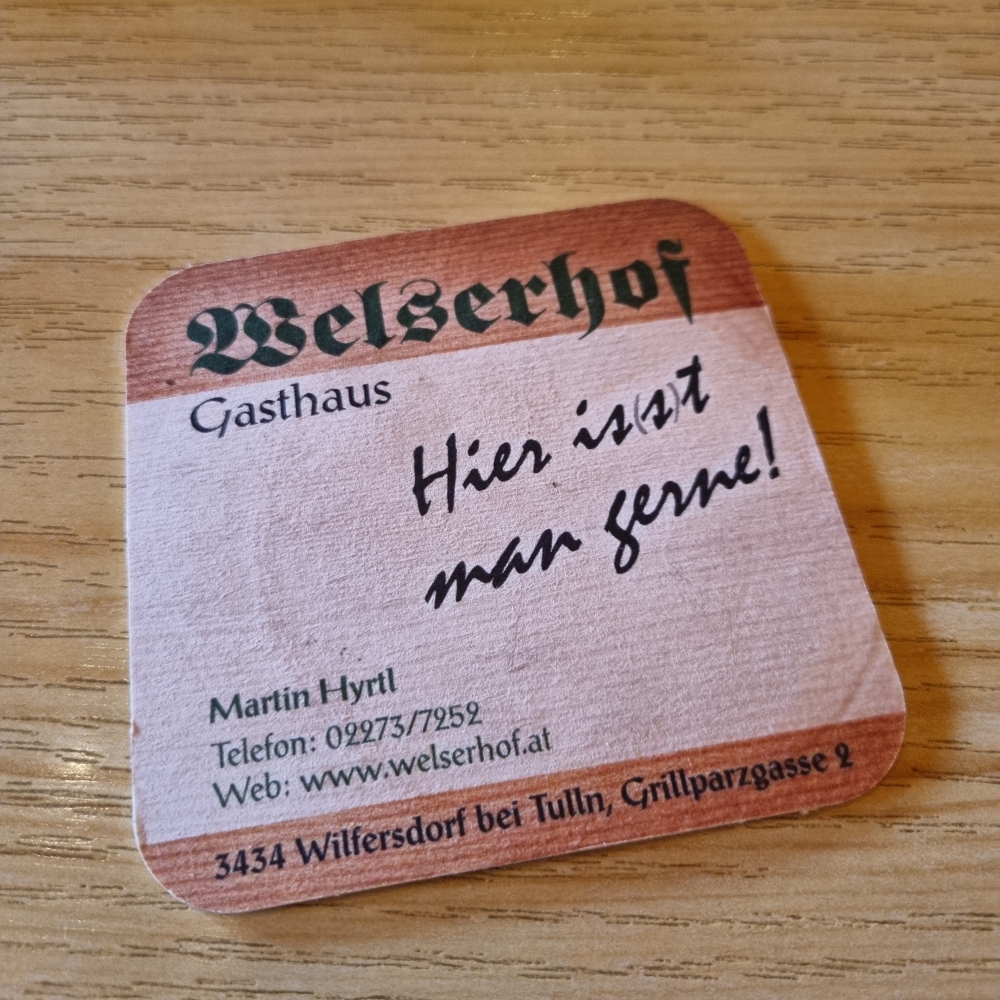 Welserhof
Gasthaus
Hier is(s)t
man gerne!
Martin Hyrtl
Telefon: 02273/7252
Web: www.welserhof.at
3434 Wilfersdorf bei Tulln, Grillparzgasse 2